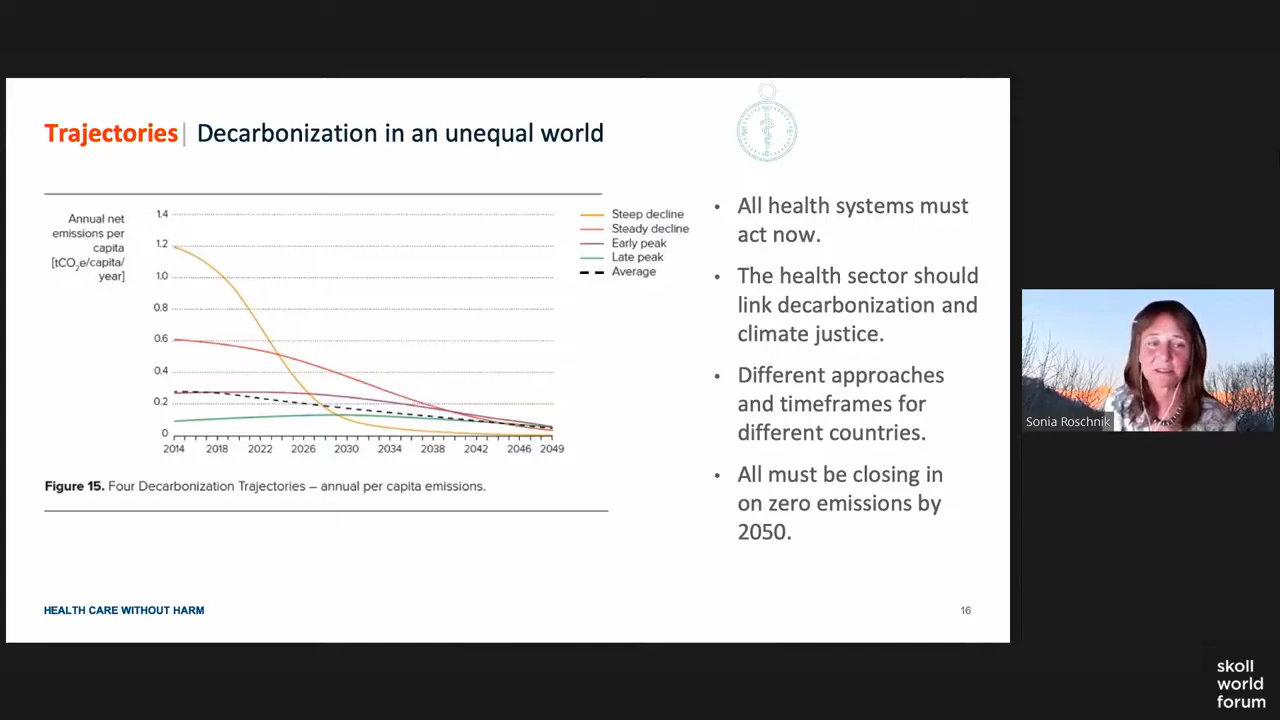 Trajectories| Decarbonization in an unequal world
Annual net
emissions per
capita
[tCO₂e/capita/
year]
1.4
1.2
1.0
0.8
0.6
0.4
0.2
0
2014 2018 2022 2026 2030 2034 2038 2042 2046 2049
Steep decline
Steady decline
Early peak
Late peak
Average
Figure 15. Four Decarbonization Trajectories – annual per capita emissions.
• All health systems must
act now.
• The health sector should
link decarbonization and
climate justice.
• Different approaches
and timeframes for
different countries.
• All must be closing in
on zero emissions by
2050.
HEALTH CARE WITHOUT HARM
16
Sonia Roschnik
skoll
world
forum